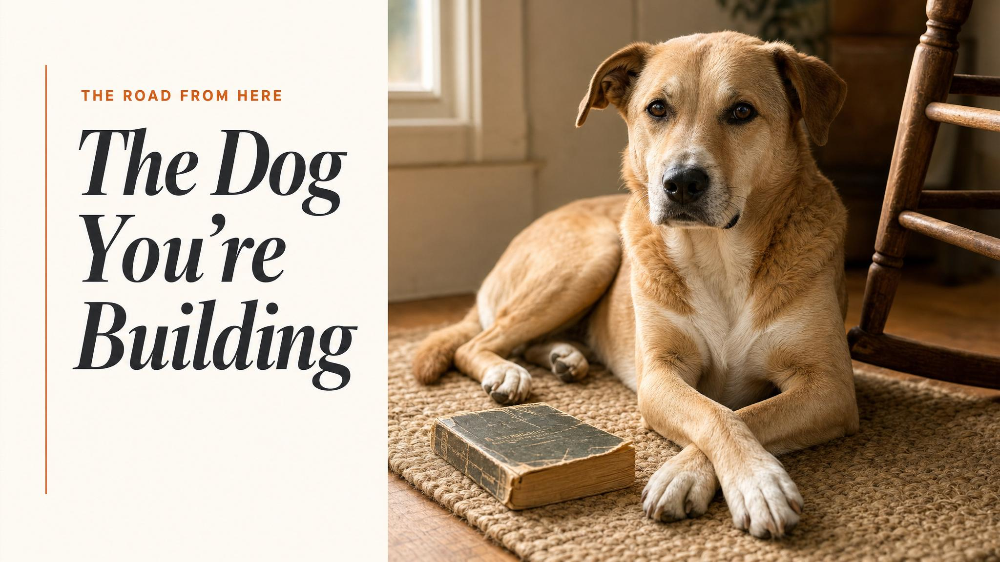 THE ROAD FROM HERE
The Dog
You’re
Building